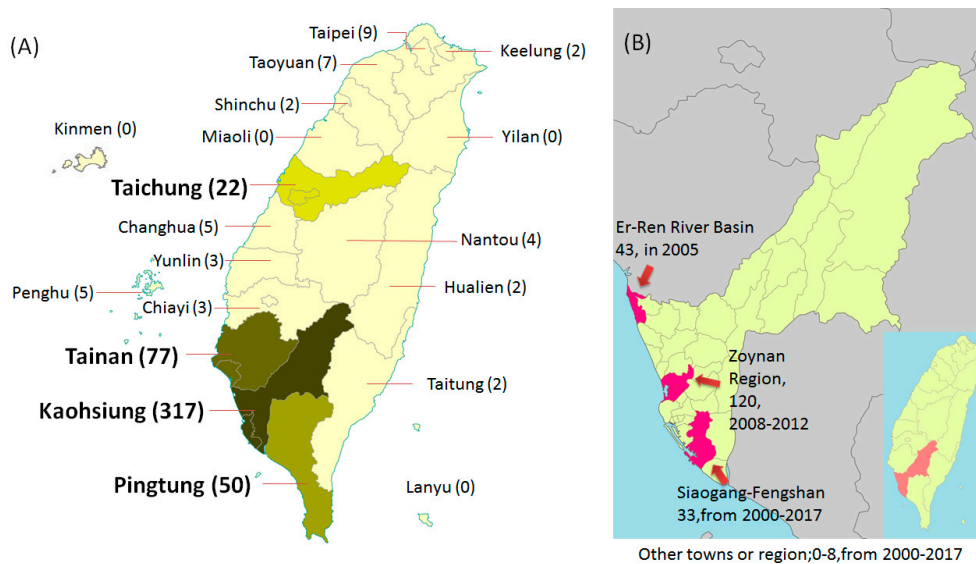 (A)
Taipei (9)
Keelung (2)
Taoyuan (7)
Shinchu (2)
Kinmen (0)
Miaoli (0)
Yilan (0)
Taichung (22)
Changhua (5)
Nantou (4)
Yunlin (3)
Penghu (5)
Hualien (2)
Chiayi (3)
Tainan (77)
Taitung (2)
Kaohsiung (317)
Pingtung (50)
Lanyu (0)
(B)
Er-Ren River Basin
43, in 2005
Zoynan
Region,
120,
2008-2012
Siaogang-Fengshan
33,from 2000-2017
Other towns or region;0-8,from 2000-2017